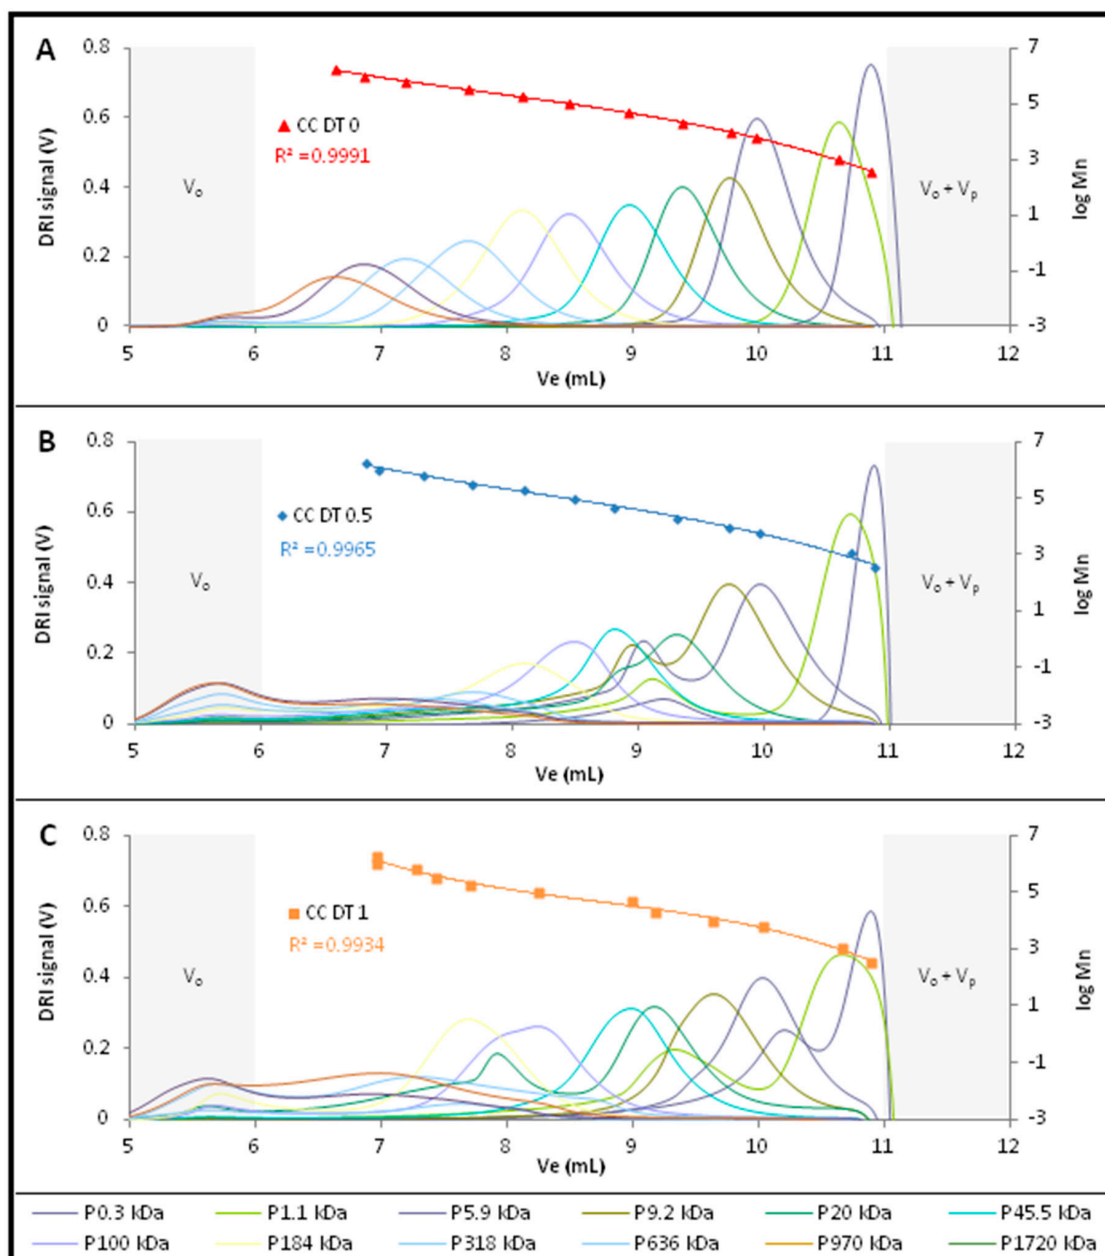 A
0.8
0.6
0.4
0.2
0
DRI signal (V)
V₀
CC DT 0
R² =0.9991
V₀ + Vₚ
7
5
3
1
-1
-3
log Mn
5 6 7 8 9 10 11 12
Ve (mL)
B
0.8
0.6
0.4
0.2
0
DRI signal (V)
V₀
CC DT 0.5
R² =0.9965
V₀ + Vₚ
7
5
3
1
-1
-3
log Mn
5 6 7 8 9 10 11 12
Ve (mL)
C
0.8
0.6
0.4
0.2
0
DRI signal (V)
V₀
CC DT 1
R² =0.9934
V₀ + Vₚ
7
5
3
1
-1
-3
log Mn
5 6 7 8 9 10 11 12
Ve (mL)
P0.3 kDa P1.1 kDa P5.9 kDa P9.2 kDa P20 kDa P45.5 kDa
P100 kDa P184 kDa P318 kDa P636 kDa P970 kDa P1720 kDa